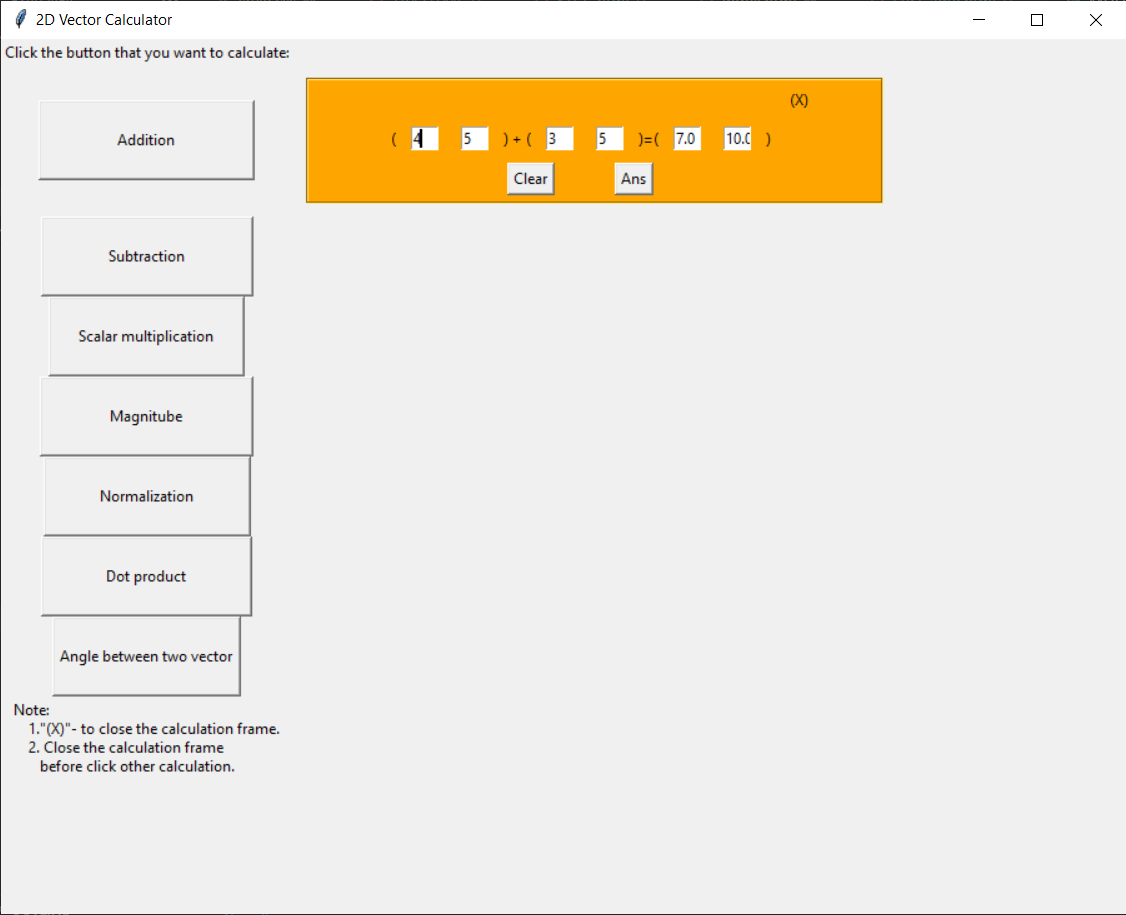 2D Vector Calculator
Click the button that you want to calculate:
(X)
Addition
( 4 5 ) + ( 3 5 )=( 7.0 10.0 )
Clear Ans
Subtraction
Scalar multiplication
Magnitube
Normalization
Dot product
Angle between two vector
Note:
1."(X)"- to close the calculation frame.
2. Close the calculation frame
before click other calculation.